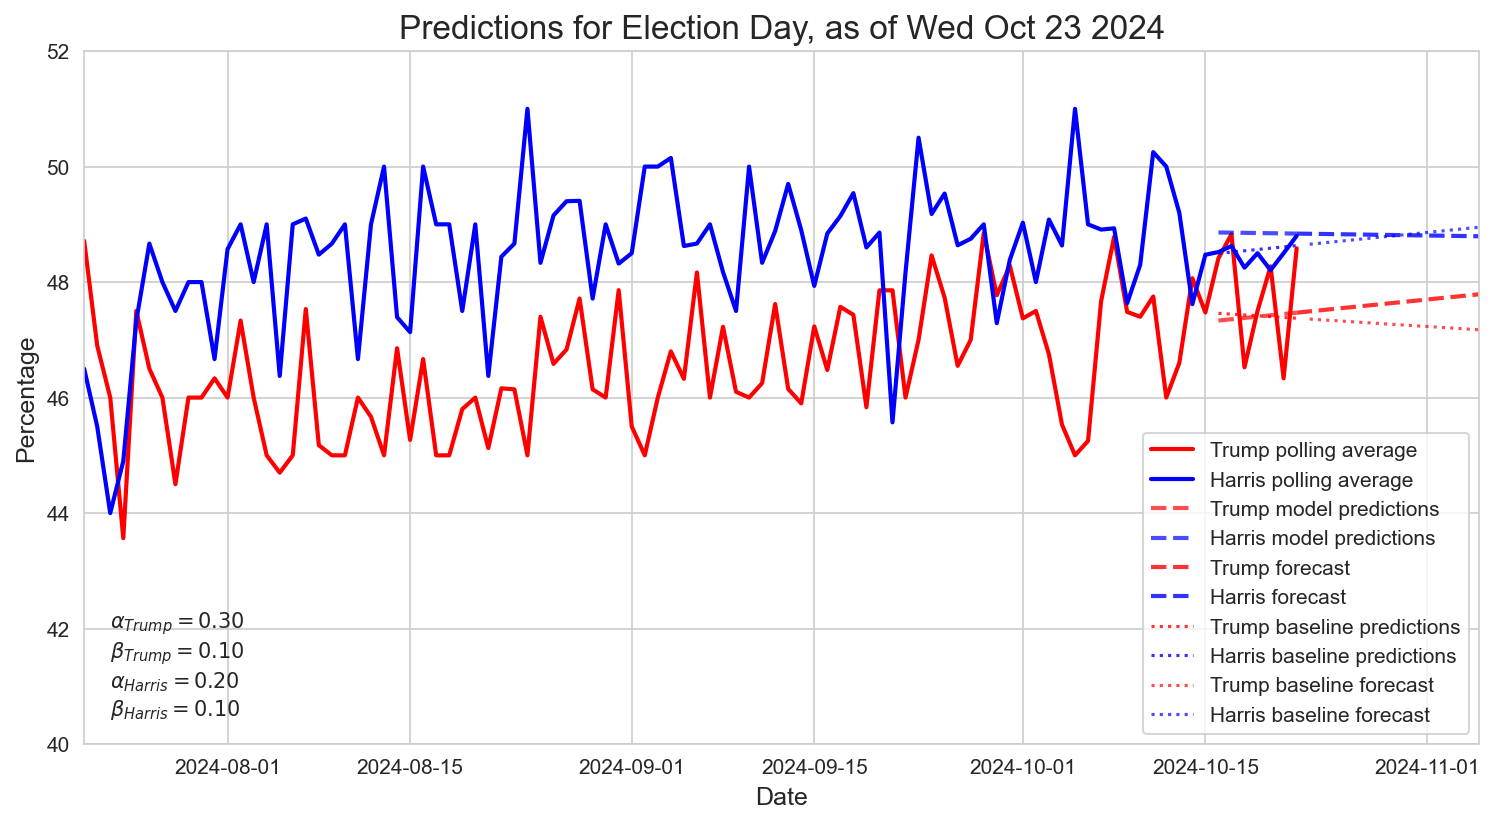 Predictions for Election Day, as of Wed Oct 23 2024
52
50
48
46
44
42
40
Percentage
α_Trump = 0.30
β_Trump = 0.10
α_Harris = 0.20
β_Harris = 0.10
Trump polling average
Harris polling average
Trump model predictions
Harris model predictions
Trump forecast
Harris forecast
Trump baseline predictions
Harris baseline predictions
Trump baseline forecast
Harris baseline forecast
2024-08-01 2024-08-15 2024-09-01 2024-09-15 2024-10-01 2024-10-15 2024-11-01
Date